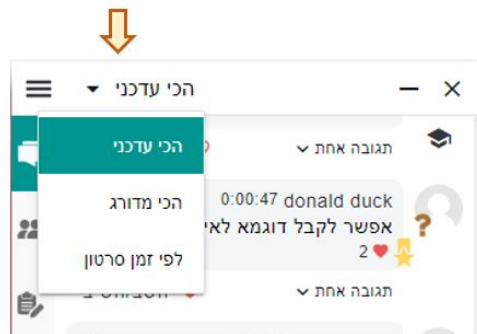 הכי עדכני
הכי עדכני
הכי מדורג
לפי זמן סרטון
תגובה אחת
0:00:47 donald duck
אפשר לקבל דוגמא
2
תגובה אחת